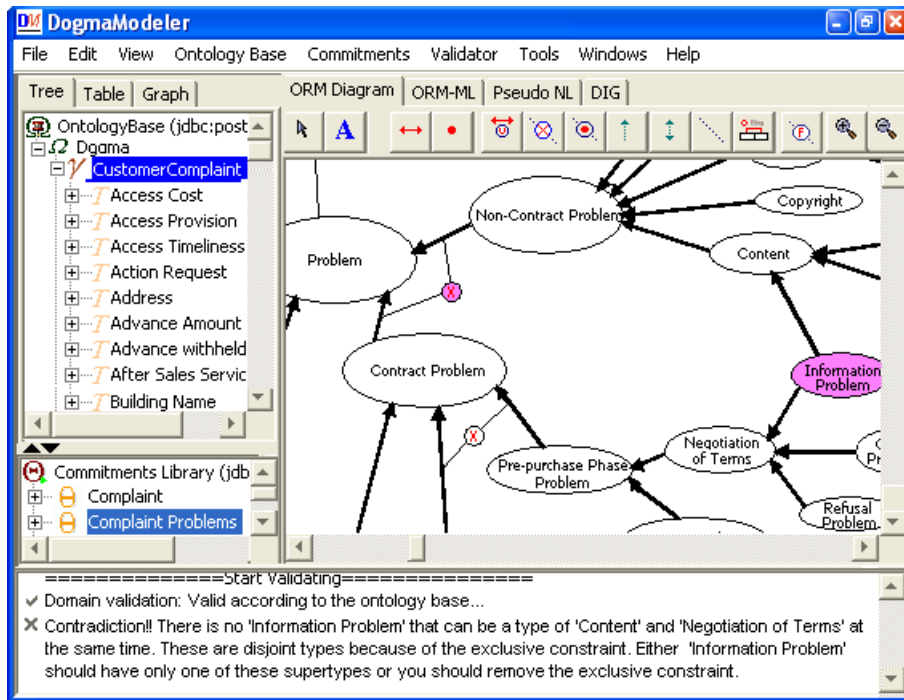 DogmaModeler
File Edit View Ontology Base Commitments Validator Tools Windows Help
Tree Table Graph
ORM Diagram ORM-ML Pseudo NL DIG
OntologyBase (jdbc:post
Dogma
CustomerComplaint
Access Cost
Access Provision
Access Timeliness
Action Request
Address
Advance Amount
Advance withheld
After Sales Servic
Building Name
Commitments Library (jdb
Complaint
Complaint Problems
A
U
X
F
Non-Contract Problem
Copyright
Content
Problem
X
Contract Problem
Information
Problem
X
Negotiation
of Terms
Pre-purchase Phase
Problem
Refusal
Problem
==============Start Validating===============
Domain validation: Valid according to the ontology base...
Contradiction!! There is no 'Information Problem' that can be a type of 'Content' and 'Negotiation of Terms' at
the same time. These are disjoint types because of the exclusive constraint. Either 'Information Problem'
should have only one of these supertypes or you should remove the exclusive constraint.